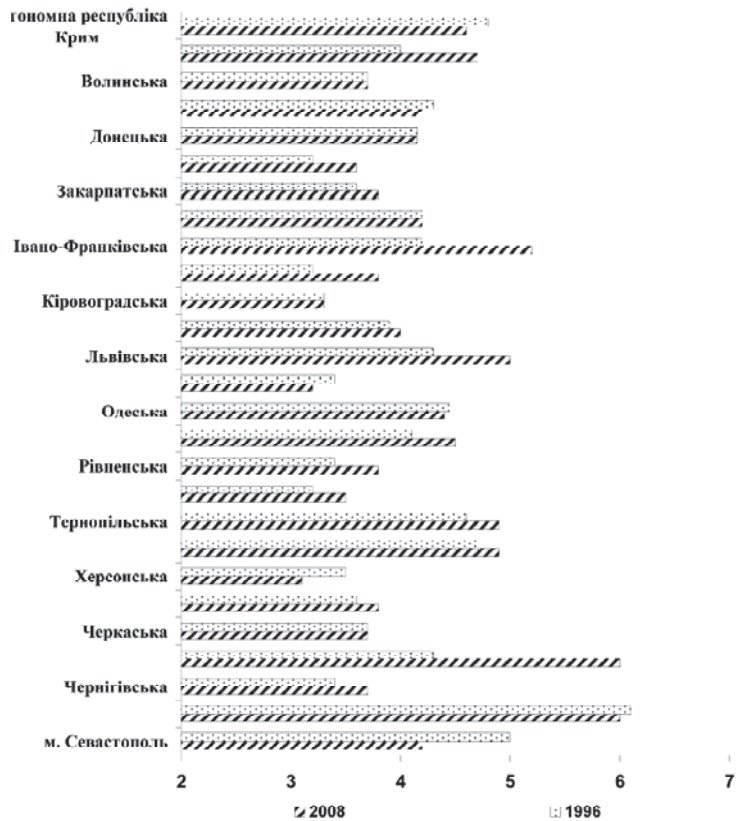 гономна республіка
Крим
Волинська
Донецька
Закарпатська
Івано-Франківська
Кіровоградська
Львівська
Одеська
Рівненська
Тернопільська
Херсонська
Черкаська
Чернігівська
м. Севастополь
2 3 4 5 6 7
2008 1996